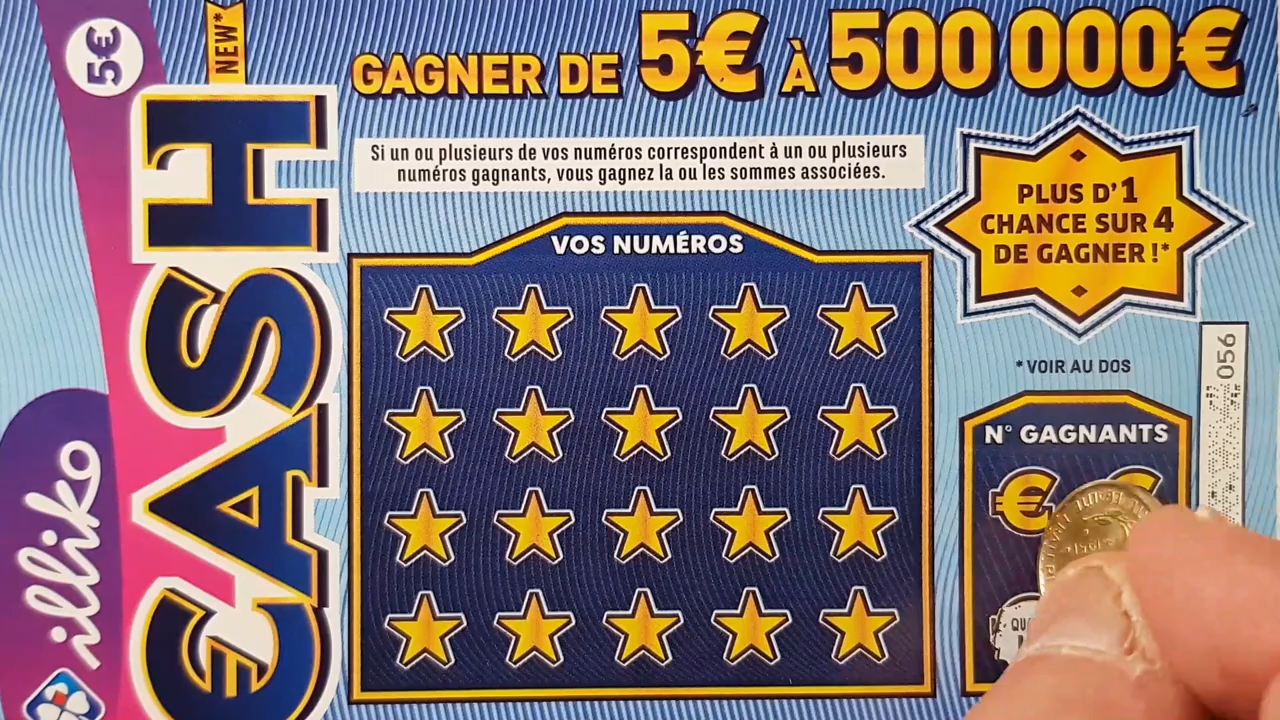 5€
NEW*
CASH
illiko
GAGNER DE 5€ À 500 000€
Si un ou plusieurs de vos numéros correspondent à un ou plusieurs
numéros gagnants, vous gagnez la ou les sommes associées.
PLUS D'1
CHANCE SUR 4
DE GAGNER !*
* VOIR AU DOS
VOS NUMÉROS
N° GAGNANTS
€
056